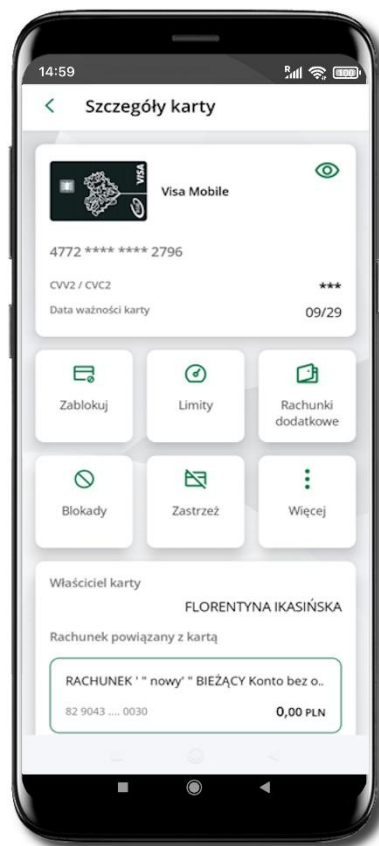 14:59
Szczegóły karty
VISA
Visa Mobile
4772 **** **** 2796
CVV2 / CVC2
***
Data ważności karty
09/29
Zablokuj
Limity
Rachunki
dodatkowe
Blokady
Zastrzeż
Więcej
Właściciel karty
FLORENTYNA IKASIŃSKA
Rachunek powiązany z kartą
RACHUNEK ' " nowy' " BIEŻĄCY Konto bez o..
82 9043 .... 0030
0,00 PLN